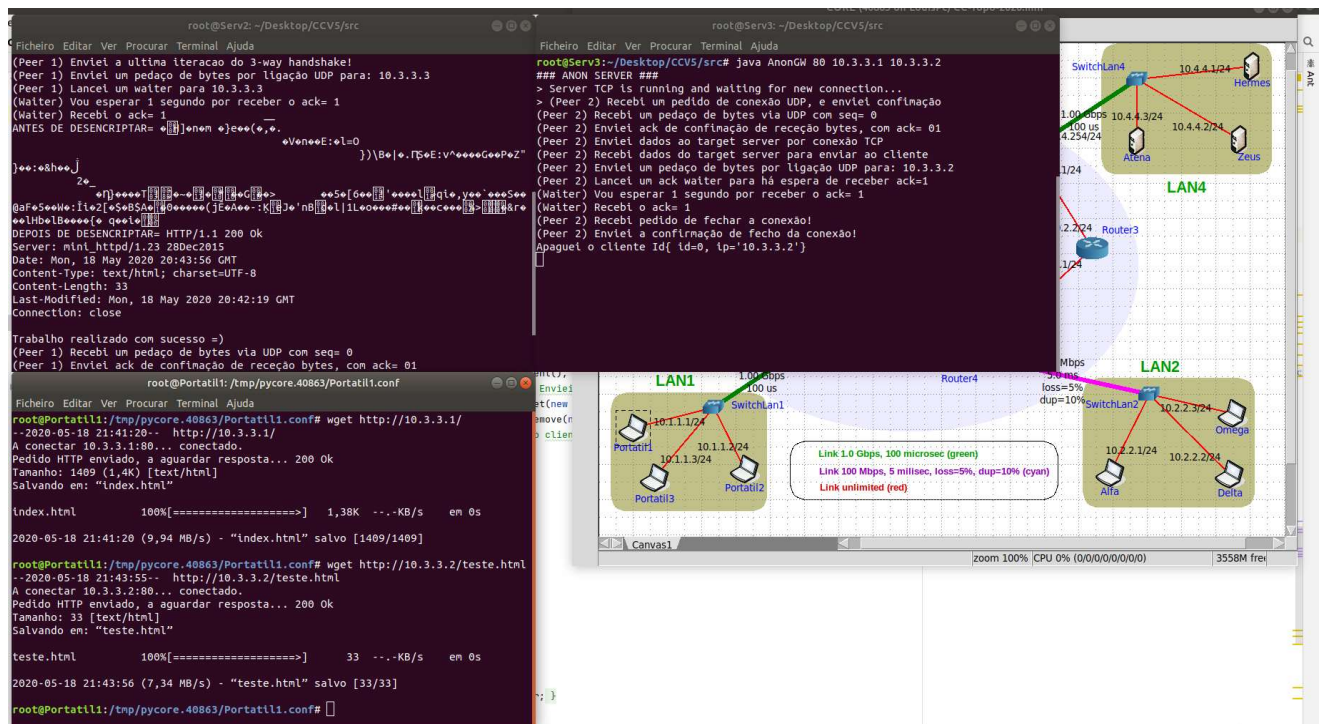 root@Serv2: ~/Desktop/CCV5/src
Ficheiro Editar Ver Procurar Terminal Ajuda
(Peer 1) Enviei a ultima iteracao do 3-way handshake!
(Peer 1) Enviei um pedaço de bytes por ligação UDP para: 10.3.3.3
(Peer 1) Lancei um waiter para 10.3.3.3
(Waiter) Vou esperar 1 segundo por receber o ack= 1
(Waiter) Recebi o ack= 1
ANTES DE DESENCRIPTAR=
DEPOIS DE DESENCRIPTAR= HTTP/1.1 200 Ok
Server: mini_httpd/1.23 28Dec2015
Date: Mon, 18 May 2020 20:43:56 GMT
Content-Type: text/html; charset=UTF-8
Content-Length: 33
Last-Modified: Mon, 18 May 2020 20:42:19 GMT
Connection: close
Trabalho realizado com sucesso =)
(Peer 1) Recebi um pedaço de bytes via UDP com seq= 0
(Peer 1) Enviei ack de confimação de receção bytes, com ack= 01
root@Serv3: ~/Desktop/CCV5/src
Ficheiro Editar Ver Procurar Terminal Ajuda
root@Serv3:~/Desktop/CCV5/src# java AnonGW 80 10.3.3.1 10.3.3.2
### ANON SERVER ###
> Server TCP is running and waiting for new connection...
> (Peer 2) Recebi um pedido de conexão UDP, e enviei confimação
(Peer 2) Recebi um pedaço de bytes via UDP com seq= 0
(Peer 2) Enviei ack de confimação de receção bytes, com ack= 01
(Peer 2) Enviei dados ao target server por conexão TCP
(Peer 2) Recebi dados do target server para enviar ao cliente
(Peer 2) Enviei um pedaço de bytes por ligação UDP para: 10.3.3.2
(Peer 2) Lancei um ack waiter para há espera de receber ack=1
(Waiter) Vou esperar 1 segundo por receber o ack= 1
(Waiter) Recebi o ack= 1
(Peer 2) Recebi pedido de fechar a conexão!
(Peer 2) Enviei a confirmação de fecho da conexão!
Apaguei o cliente Id{ id=0, ip='10.3.3.2'}
root@Portatil1: /tmp/pycore.40863/Portatil1.conf
Ficheiro Editar Ver Procurar Terminal Ajuda
root@Portatil1:/tmp/pycore.40863/Portatil1.conf# wget http://10.3.3.1/
--2020-05-18 21:41:20-- http://10.3.3.1/
A conectar 10.3.3.1:80... conectado.
Pedido HTTP enviado, a aguardar resposta... 200 Ok
Tamanho: 1409 (1,4K) [text/html]
Salvando em: “index.html”
index.html 100%[===================>] 1,38K --.-KB/s em 0s
2020-05-18 21:41:20 (9,94 MB/s) - “index.html” salvo [1409/1409]
root@Portatil1:/tmp/pycore.40863/Portatil1.conf# wget http://10.3.3.2/teste.html
--2020-05-18 21:43:55-- http://10.3.3.2/teste.html
A conectar 10.3.3.2:80... conectado.
Pedido HTTP enviado, a aguardar resposta... 200 Ok
Tamanho: 33 [text/html]
Salvando em: “teste.html”
teste.html 100%[===================>] 33 --.-KB/s em 0s
2020-05-18 21:43:56 (7,34 MB/s) - “teste.html” salvo [33/33]
root@Portatil1:/tmp/pycore.40863/Portatil1.conf#
SwitchLan4
10.4.4.1/24
Hermes
10.4.4.3/24
100 us
10.4.4.2/24
Atena
Zeus
LAN4
Router3
Ant
LAN1
1.00 Gbps
100 us
SwitchLan1
10.1.1.1/24
Portatil1
10.1.1.2/24
10.1.1.3/24
Portatil2
Portatil3
Router4
Mbps
5.0 ms
loss=5%
dup=10%
LAN2
SwitchLan2
10.2.2.3/24
Omega
10.2.2.1/24
10.2.2.2/24
Alfa
Delta
Link 1.0 Gbps, 100 microsec (green)
Link 100 Mbps, 5 milisec, loss=5%, dup=10% (cyan)
Link unlimited (red)
Canvas1
zoom 100%
CPU 0% (0/0/0/0/0/0/0/0)
3558M free